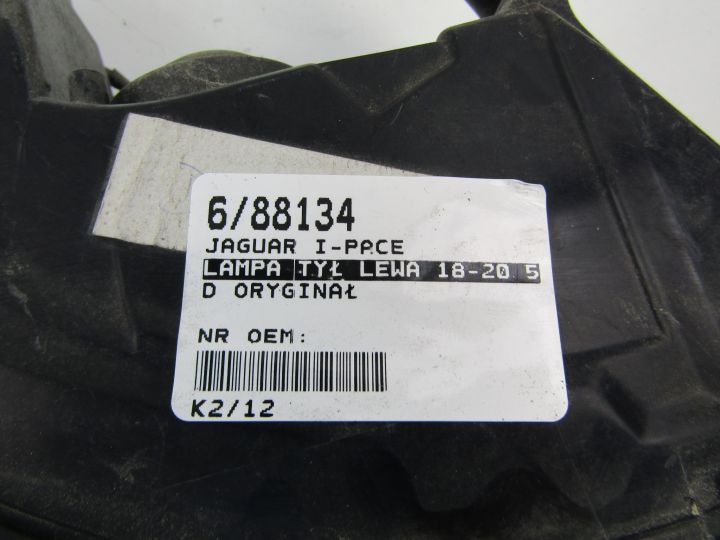 6/88134
JAGUAR I-PACE
LAMPA TYŁ LEWA 18-20 5
D ORYGINAŁ
NR OEM:
K2/12